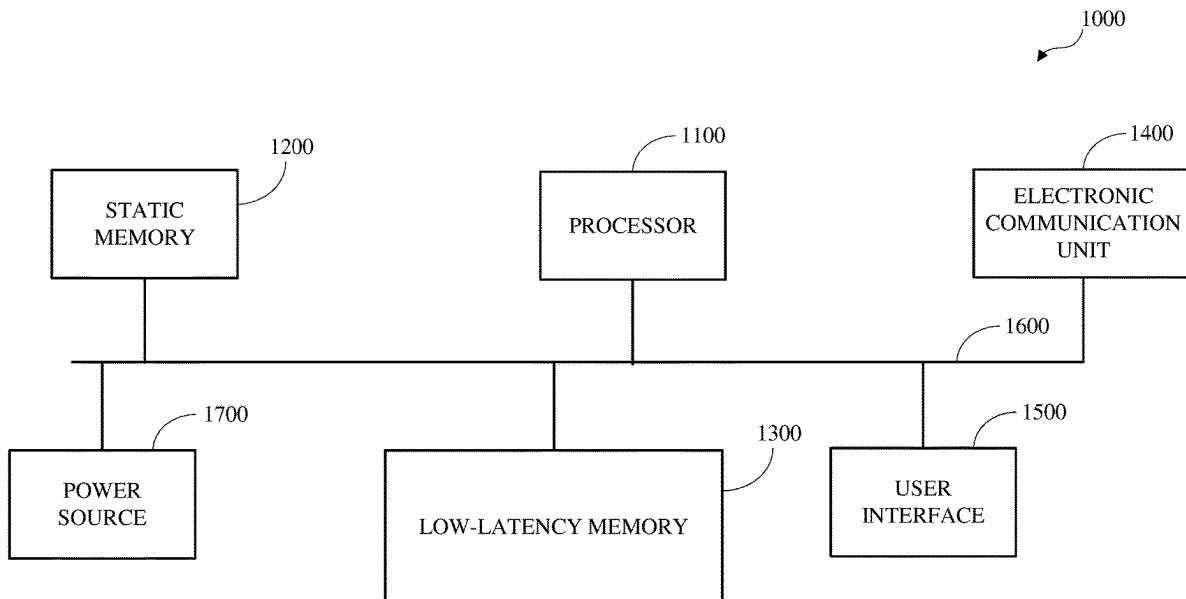 1000
1200
1100
1400
STATIC
MEMORY
PROCESSOR
ELECTRONIC
COMMUNICATION
UNIT
1600
1700
1300
1500
POWER
SOURCE
LOW-LATENCY MEMORY
USER
INTERFACE